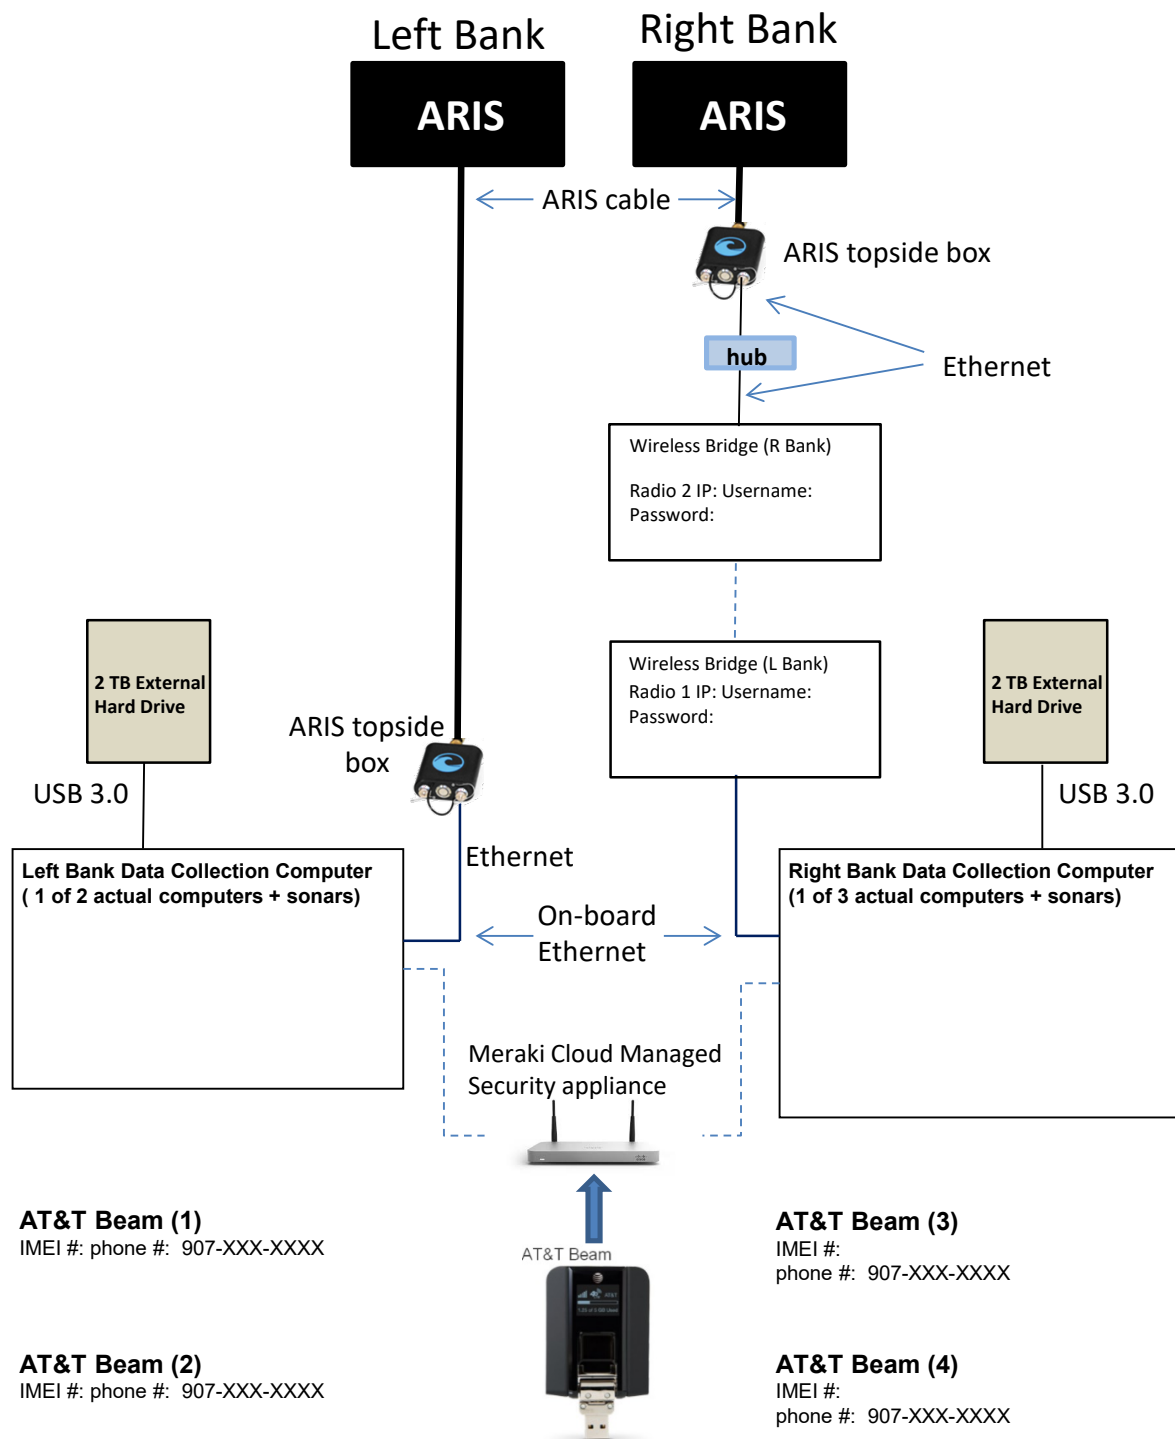 Left Bank
Right Bank
ARIS
ARIS
ARIS cable
ARIS topside box
hub
Ethernet
Wireless Bridge (R Bank)
Radio 2 IP: Username:
Password:
2 TB External
Hard Drive
Wireless Bridge (L Bank)
Radio 1 IP: Username:
Password:
2 TB External
Hard Drive
ARIS topside
box
USB 3.0
USB 3.0
Ethernet
Left Bank Data Collection Computer
( 1 of 2 actual computers + sonars)
Right Bank Data Collection Computer
(1 of 3 actual computers + sonars)
On-board
Ethernet
Meraki Cloud Managed
Security appliance
AT&T Beam (1)
IMEI #: phone #: 907-XXX-XXXX
AT&T Beam (3)
IMEI #:
phone #: 907-XXX-XXXX
AT&T Beam
AT&T
AT&T Beam (2)
IMEI #: phone #: 907-XXX-XXXX
AT&T Beam (4)
IMEI #:
phone #: 907-XXX-XXXX